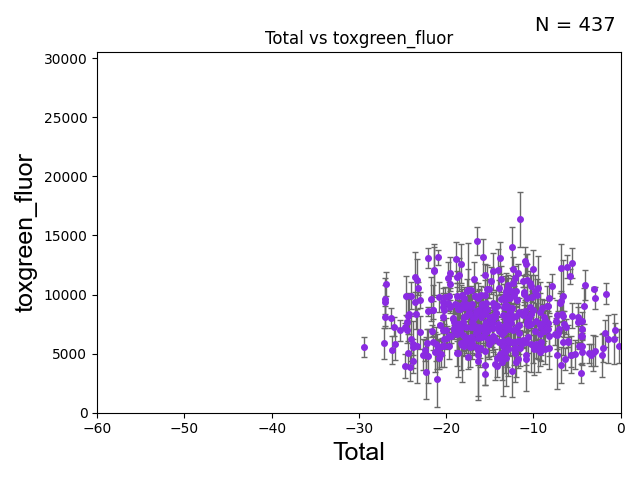 N = 437
Total vs toxgreen_fluor
30000
25000
20000
15000
10000
5000
0
toxgreen_fluor
−60 −50 −40 −30 −20 −10 0
Total